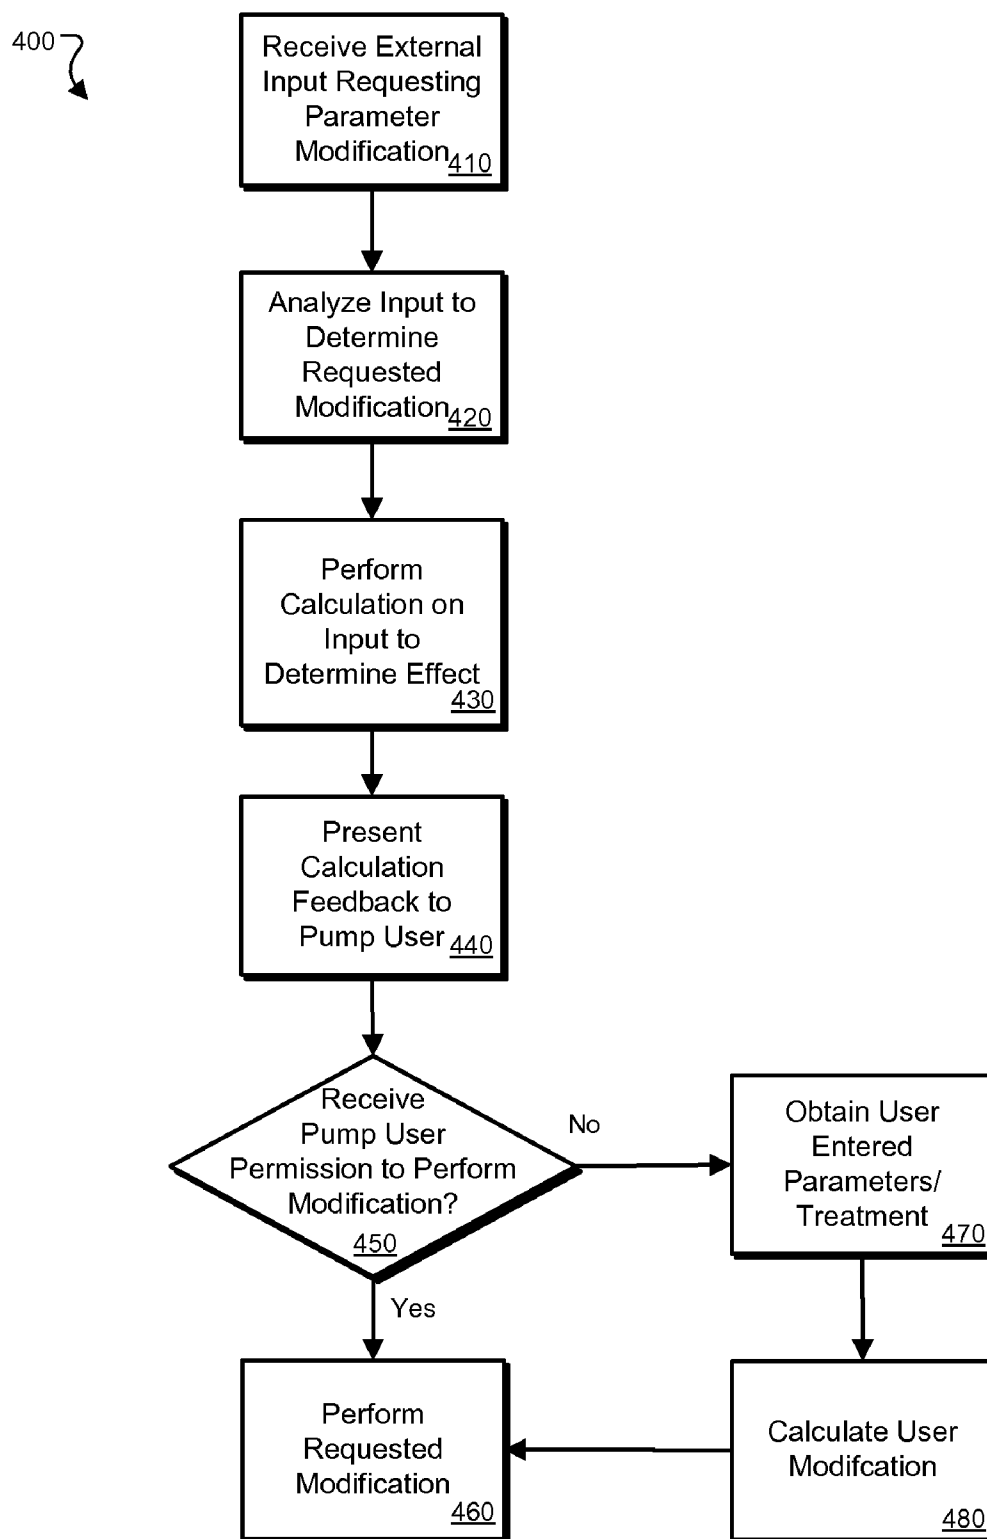 400
Receive External
Input Requesting
Parameter
Modification
410
Analyze Input to
Determine
Requested
Modification
420
Perform
Calculation on
Input to
Determine Effect
430
Present
Calculation
Feedback to
Pump User
440
Receive
Pump User
Permission to Perform
Modification?
450
No
Yes
Obtain User
Entered
Parameters/
Treatment
470
Perform
Requested
Modification
460
Calculate User
Modifcation
480